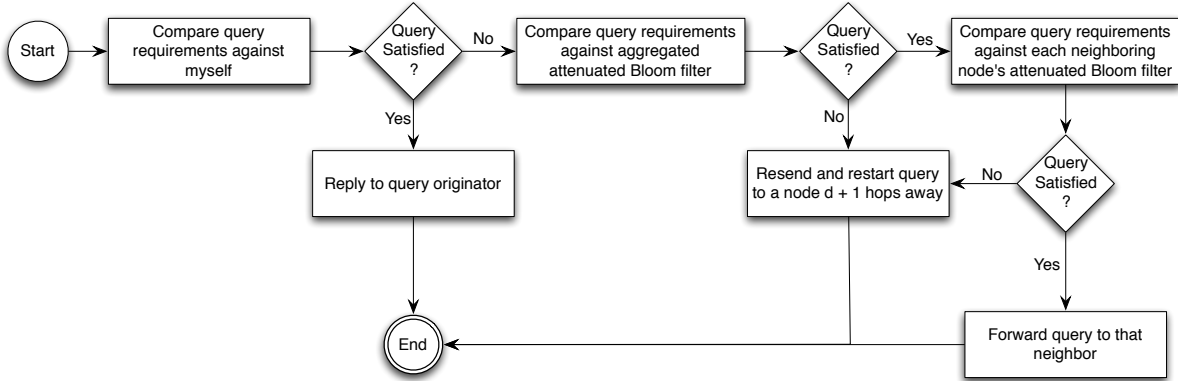 Start
Compare query
requirements against
myself
Query
Satisfied
?
No
Compare query requirements
against aggregated
attenuated Bloom filter
Query
Satisfied
?
Yes
Compare query requirements
against each neighboring
node's attenuated Bloom filter
Yes
No
Reply to query originator
Resend and restart query
to a node d + 1 hops away
No
Query
Satisfied
?
Yes
End
Forward query to that
neighbor